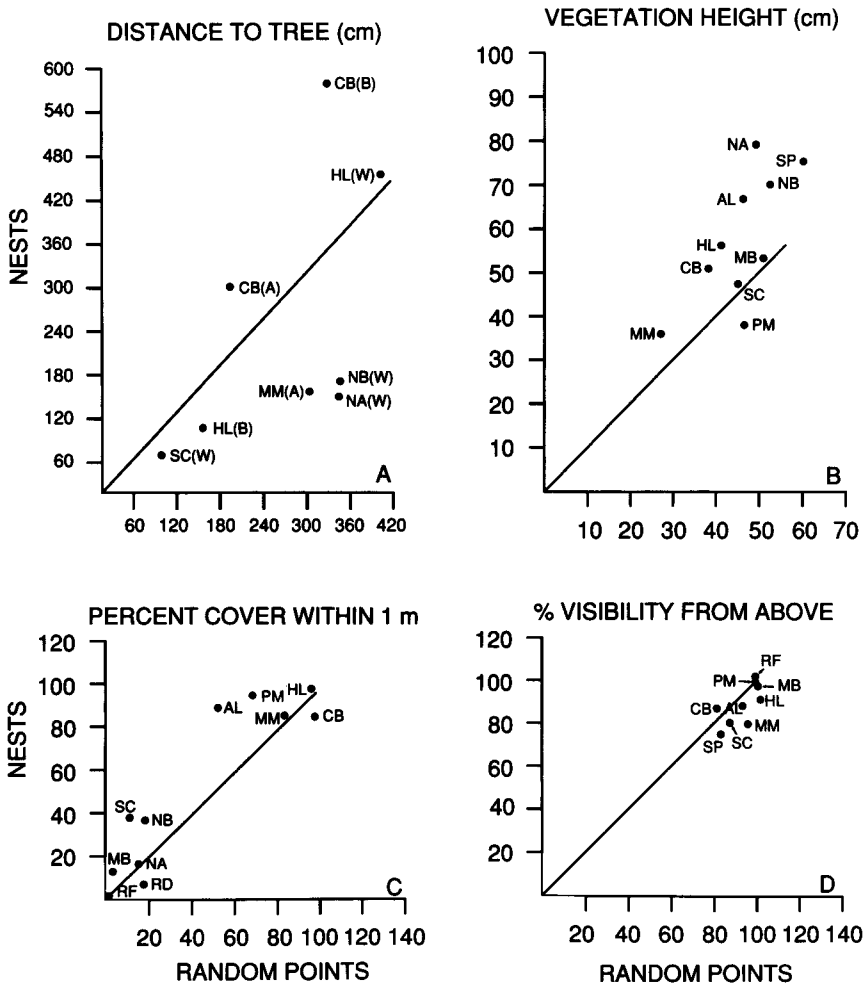 DISTANCE TO TREE (cm)
600
540
480
420
360
300
240
180
120
60
NESTS
CB(B)
HL(W)
CB(A)
NB(W)
MM(A)
NA(W)
HL(B)
SC(W)
A
60 120 180 240 300 360 420
VEGETATION HEIGHT (cm)
100
90
80
70
60
50
40
30
20
10
NA
SP
NB
AL
HL
MB
CB
SC
PM
MM
B
10 20 30 40 50 60 70
PERCENT COVER WITHIN 1 m
120
100
80
60
40
20
NESTS
HL
PM
AL
MM
CB
SC
NB
MB
NA
RD
RF
C
20 40 60 80 100 120 140
RANDOM POINTS
% VISIBILITY FROM ABOVE
120
100
80
60
40
20
RF
PM
MB
HL
CB
AL
MM
SP
SC
D
20 40 60 80 100 120 140
RANDOM POINTS